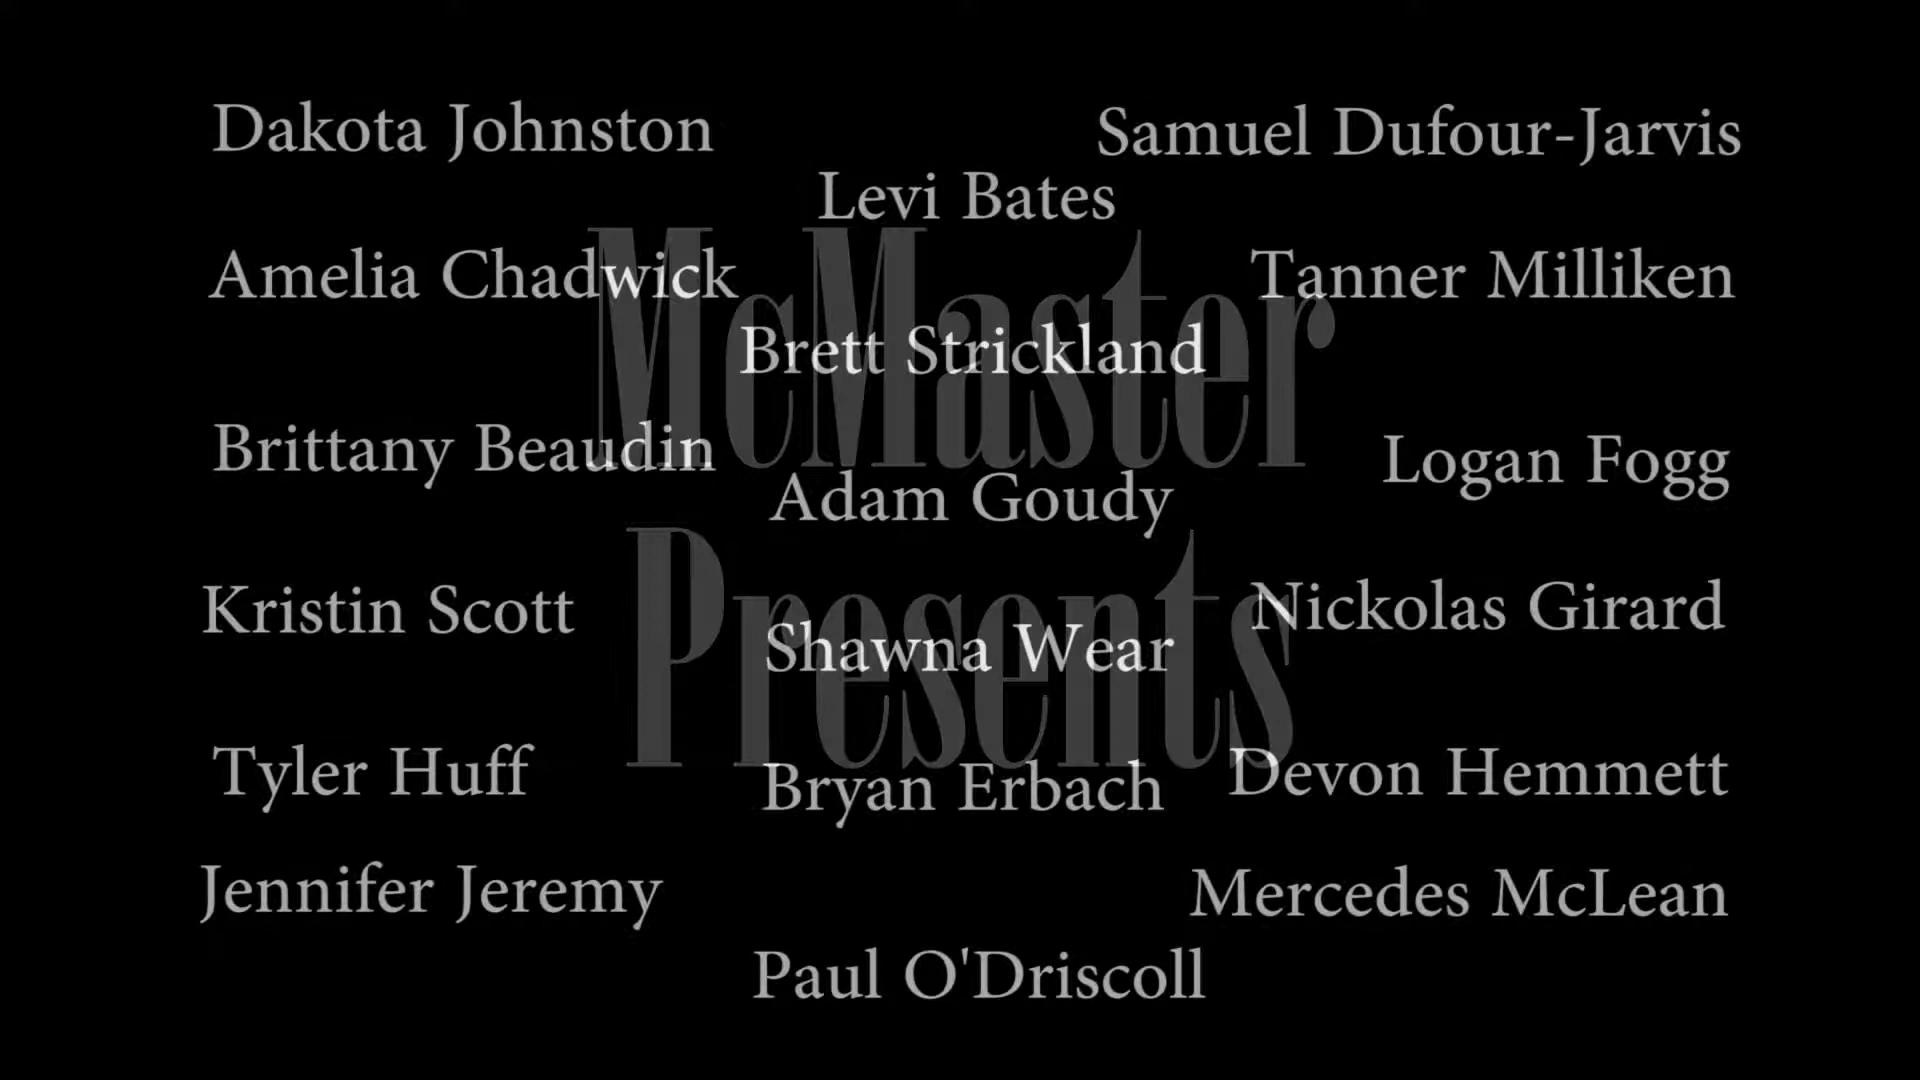 Dakota Johnston
Samuel Dufour-Jarvis
Levi Bates
Amelia Chadwick
Tanner Milliken
McMaster
Brett Strickland
Brittany Beaudin
Logan Fogg
Adam Goudy
Kristin Scott
Nickolas Girard
Presents
Shawna Wear
Tyler Huff
Devon Hemmett
Bryan Erbach
Jennifer Jeremy
Mercedes McLean
Paul O'Driscoll